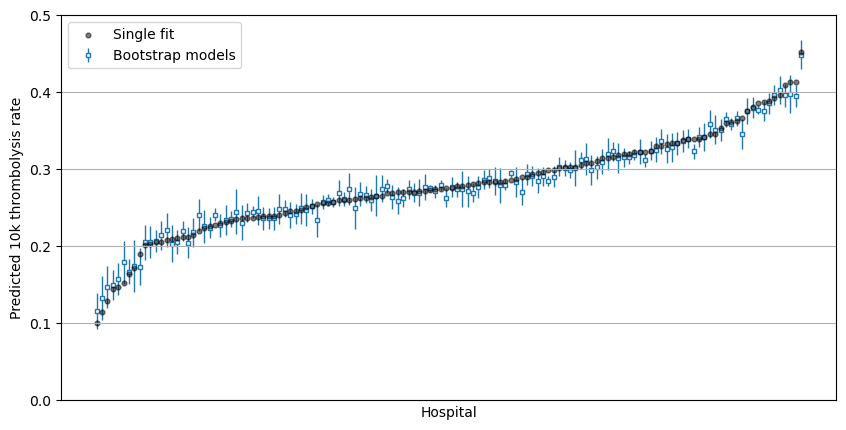 0.5
0.4
0.3
0.2
0.1
0.0
Predicted 10k thrombolysis rate
Single fit
Bootstrap models
Hospital